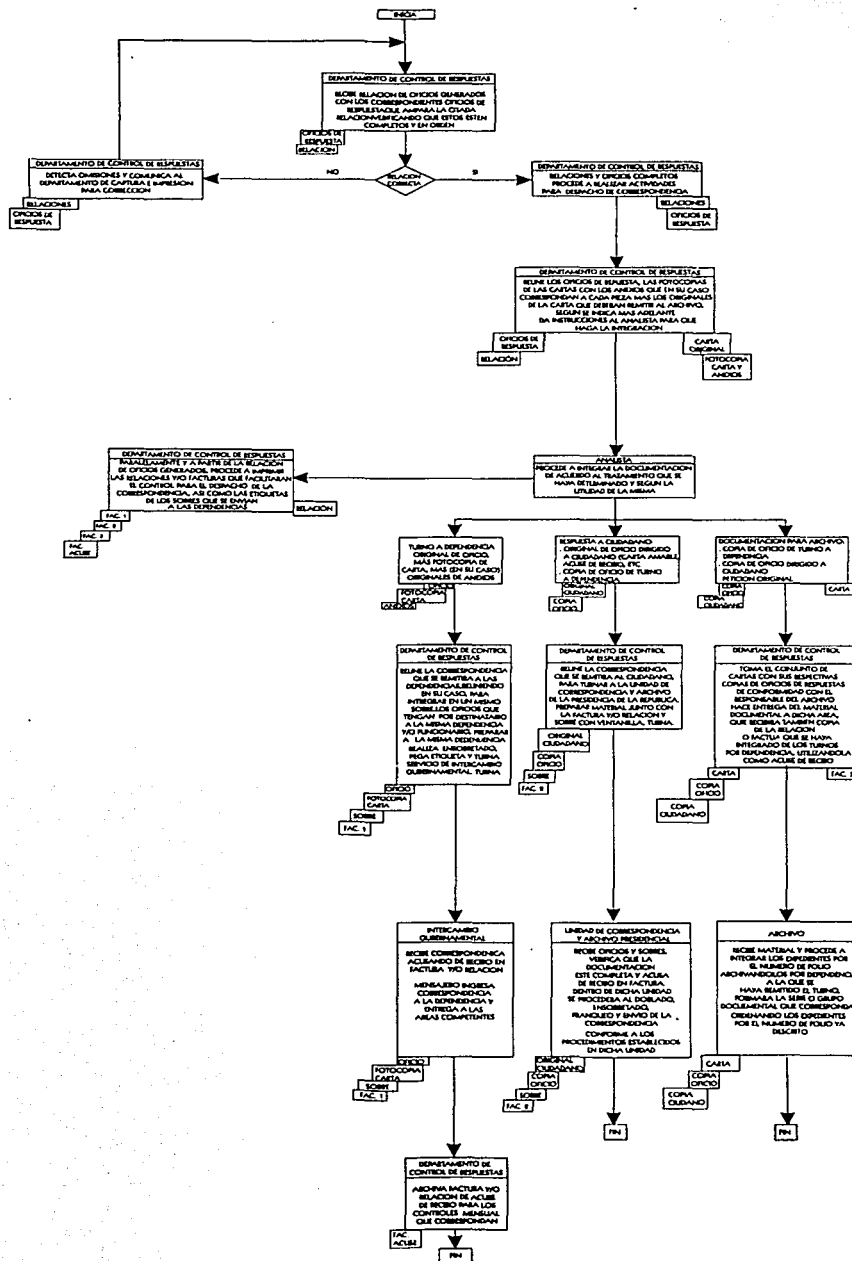 INICIA
DEPARTAMENTO DE CONTROL DE RESPUESTAS
RECIBE RELACION DE OFICIOS GENERADOS
CON LOS CORRESPONDIENTES OFICIOS DE
RESPUESTA QUE AMPARA LA CITADA
RELACION VERIFICANDO QUE ESTOS ESTEN
COMPLETOS Y EN ORDEN
OFICIOS DE
RESPUESTA
RELACION
RELACION
CORRECTA
NO
SI
DEPARTAMENTO DE CONTROL DE RESPUESTAS
DETECTA OMISIONES Y COMUNICA AL
DEPARTAMENTO DE CAPTURA E IMPRESION
PARA CORRECCION
RELACIONES
OFICIOS DE
RESPUESTA
DEPARTAMENTO DE CONTROL DE RESPUESTAS
RELACIONES Y OFICIOS COMPLETOS
PROCEDE A REALIZAR ACTIVIDADES
PARA DESPACHO DE CORRESPONDENCIA
RELACIONES
OFICIOS DE
RESPUESTA
DEPARTAMENTO DE CONTROL DE RESPUESTAS
REUNE LOS OFICIOS DE REPUESTA, LAS FOTOCOPIAS
DE LAS CARTAS CON LOS ANEXOS QUE EN SU CASO
CORRESPONDAN A CADA PIEZA MAS LOS ORIGINALES
DE LA CARTA QUE DEBERAN REMITIR AL ARCHIVO,
SEGUN SE INDICA MAS ADELANTE
DA INSTRUCCIONES AL ANALISTA PARA QUE
HAGA LA INTEGRACION
OFICIOS DE
RESPUESTA
RELACIÓN
CARTA
ORIGINAL
FOTOCOPIA
CARTA Y
ANEXOS
ANALISTA
PROCEDE A INTEGRAR LA DOCUMENTACION
DE ACUERDO AL TRATAMIENTO QUE SE
HAYA DETERMINADO Y SEGUN LA
UTILIDAD DE LA MISMA
DEPARTAMENTO DE CONTROL DE RESPUESTAS
PARALELAMENTE Y A PARTIR DE LA RELACION
DE OFICIOS GENERADOS, PROCEDE A IMPRIMIR
LAS RELACIONES Y/O FACTURAS QUE FACILITARAN
EL CONTROL PARA EL DESPACHO DE LA
CORRESPONDENCIA, ASI COMO LAS ETIQUETAS
DE LOS SOBRES QUE SE ENVIAN
A LAS DEPENDENCIAS
RELACIÓN
FAC. 1
FAC. 2
FAC. 3
FAC.
ACUSE
TURNO A DEPENDENCIA
ORIGINAL DE OFICIO,
MÁS FOTOCOPIA DE
CARTA, MAS (EN SU CASO)
ORIGINALES DE ANEXOS
OFICIO
FOTOCOPIA
CARTA
ANEXOS
RESPUESTA A CIUDADANO
. ORIGINAL DE OFICIO DIRIGIDO
A CIUDADANO (CARTA AMABLE,
ACUSE DE RECIBO, ETC
. COPIA DE OFICIO DE TURNO
A DEPENDENCIA
ORIGINAL
CIUDADANO
COPIA
OFICIO
DOCUMENTACION PARA ARCHIVO.
. COPIA DE OFICIO DE TURNO A
DEPENDENCIA
. COPIA DE OFICIO DIRIGIDO A
CIUDADANO
PETICION ORIGINAL
CARTA
COPIA
OFICIO
COPIA
CIUDADANO
DEPARTAMENTO DE CONTROL
DE RESPUESTAS
REUNE LA CORRESPONDENCIA
QUE SE REMITIRA A LAS
DEPENDENCIAS, REUNIENDO
EN SU CASO, PARA
INTEGRAR EN UN MISMO
SOBRE, LOS OFICIOS QUE
TENGAN POR DESTINATARIO
A LA MISMA DEPENDENCIA
Y/O FUNCIONARIO. PREPARAR
A LA MISMA DEPENDENCIA
REALIZA ENSOBRETADO,
PEGA ETIQUETA Y TURNA
SERVICIO DE INTERCAMBIO
GUBERNAMENTAL. TURNA
OFICIO
FOTOCOPIA
CARTA
SOBRE
FAC. 1
DEPARTAMENTO DE CONTROL
DE RESPUESTAS
REUNE LA CORRESPONDENCIA
QUE SE REMITIRA AL CIUDADANO,
PARA TURNAR A LA UNIDAD DE
CORRESPONDENCIA Y ARCHIVO
DE LA PRESIDENCIA DE LA REPUBLICA.
PREPARAR MATERIAL JUNTO CON
LA FACTURA Y/O RELACION Y
SOBRE CON VENTANILLA, TURNA
ORIGINAL
CIUDADANO
COPIA
OFICIO
SOBRE
FAC. 2
DEPARTAMENTO DE CONTROL
DE RESPUESTAS
TOMA EL CONJUNTO DE
CARTAS CON SUS RESPECTIVAS
COPIAS DE OFICIOS DE RESPUESTAS
DE CONFORMIDAD CON EL
RESPONSABLE DEL ARCHIVO
HACE ENTREGA DEL MATERIAL
DOCUMENTAL A DICHA AREA,
QUE RECIBIRA TAMBIEN COPIA
DE LA RELACION
O FACTUA QUE SE HAYA
INTEGRADO DE LOS TURNOS
POR DEPENDENCIA, UTILIZANDOLA
COMO ACUSE DE RECIBO
CARTA
FAC. 3
COPIA
OFICIO
COPIA
CIUDADANO
INTERCAMBIO
GUBERNAMENTAL
RECIBE CORRESPONDENCIA
ACUSANDO DE RECIBO EN
FACTURA Y/O RELACION
MENSAJERO INGRESA
CORRESPONDENCIA
A LA DEPENDENCIA Y
ENTREGA A LAS
AREAS COMPETENTES
OFICIO
FOTOCOPIA
CARTA
SOBRE
FAC. 1
UNIDAD DE CORRESPONDENCIA
Y ARCHIVO PRESIDENCIAL
RECIBE OFICIOS Y SOBRES,
VERIFICA QUE LA
DOCUMENTACION
ESTE COMPLETA Y ACUSA
DE RECIBO EN FACTURA.
DENTRO DE DICHA UNIDAD
SE PROCEDERA AL DOBLADO,
ENSOBRETADO,
FRANQUEO Y ENVIO DE LA
CORRESPONDENCIA
CONFORME A LOS
PROCEDIMIENTOS ESTABLECIDOS
EN DICHA UNIDAD
ORIGINAL
CIUDADANO
COPIA
OFICIO
SOBRE
FAC. 2
FIN
ARCHIVO
RECIBE MATERIAL Y PROCEDE A
INTEGRAR LOS EXPEDIENTES POR
EL NUMERO DE FOLIO
ARCHIVANDOLOS POR DEPENDENCIA
A LA QUE SE
HAYA REMITIDO EL TURNO,
FORMARA LA SERIE O GRUPO
DOCUMENTAL QUE CORRESPONDA
ORDENANDO LOS EXPEDIENTES
POR EL NUMERO DE FOLIO YA
DESCRITO
CARTA
COPIA
OFICIO
COPIA
CIUDADANO
FIN
DEPARTAMENTO DE
CONTROL DE RESPUESTAS
ARCHIVA FACTURA Y/O
RELACION DE ACUSE
DE RECIBO PARA LOS
CONTROLES MENSUAL
QUE CORRESPONDAN
FAC.
ACUSE
FIN